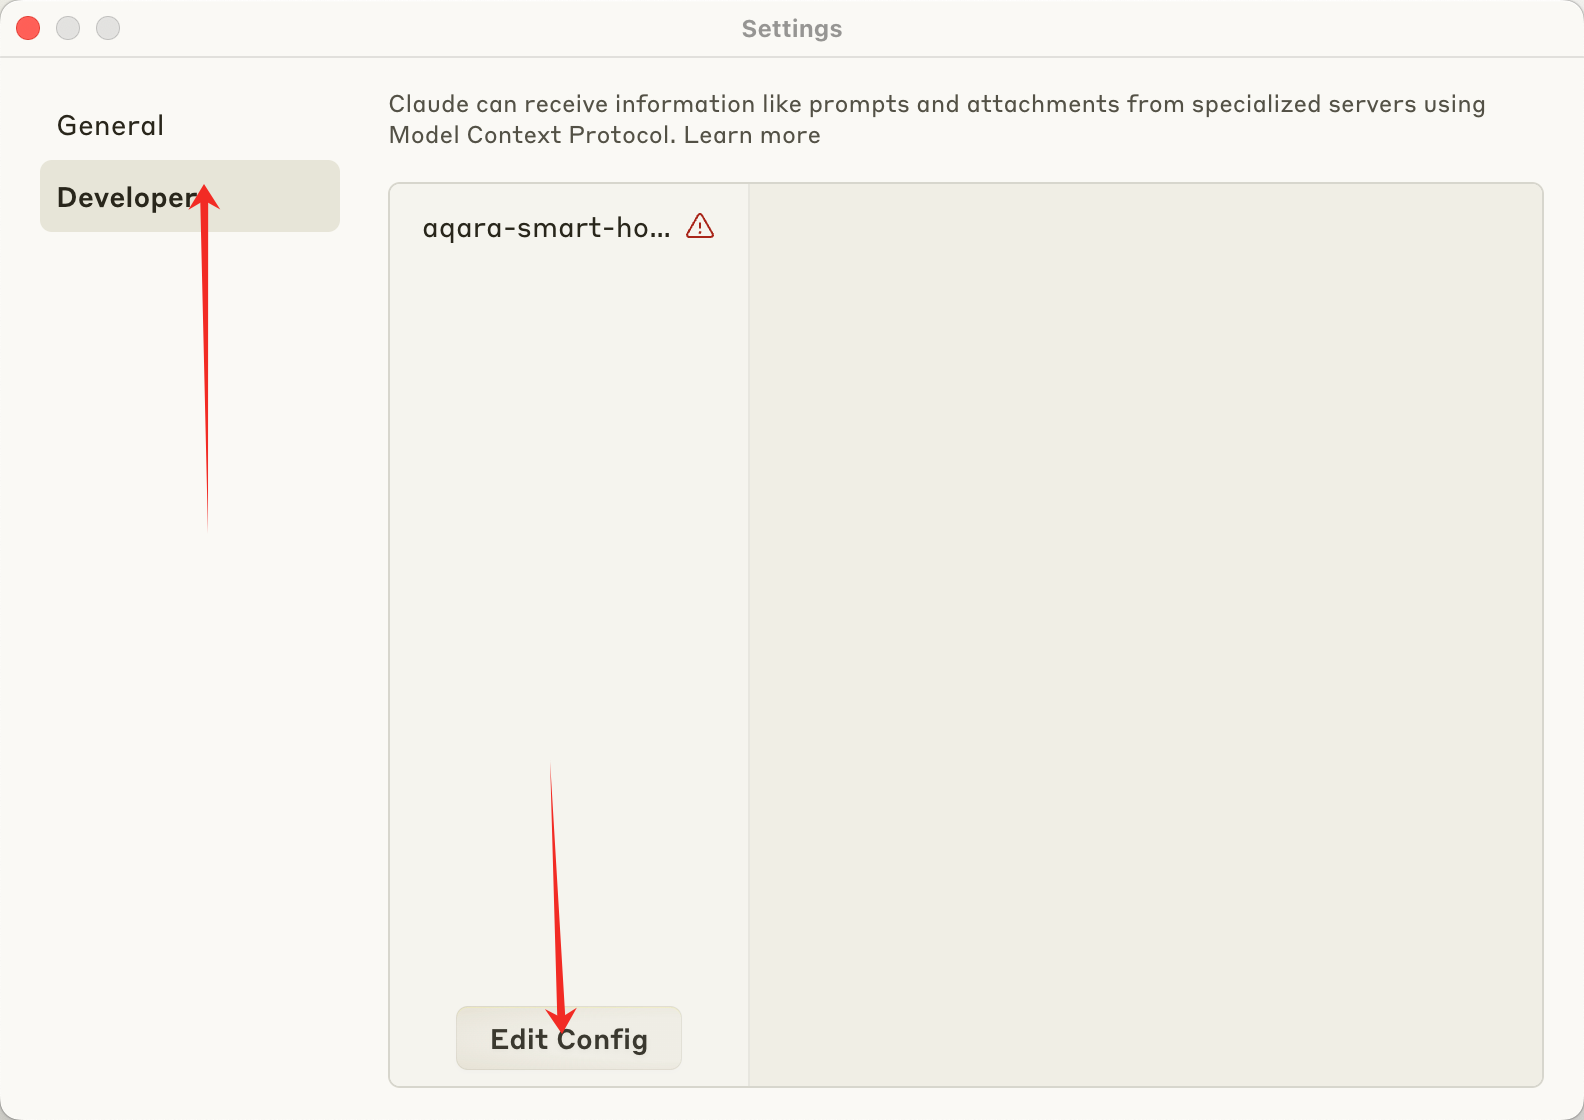 Settings
General
Developer
Claude can receive information like prompts and attachments from specialized servers using
Model Context Protocol. Learn more
aqara-smart-ho...
Edit Config